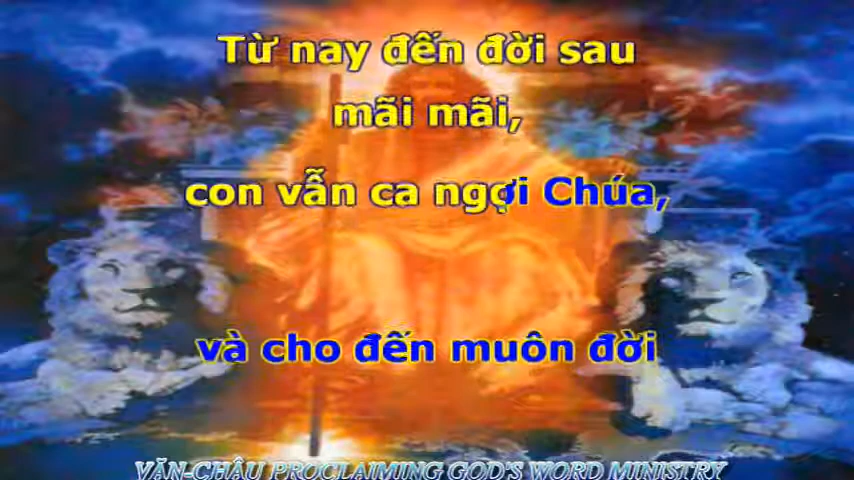 Từ nay đến đời sau
mãi mãi,
con vẫn ca ngợi Chúa,
và cho đến muôn đời
VĂN-CHÂU PROCLAIMING GOD'S WORD MINISTRY